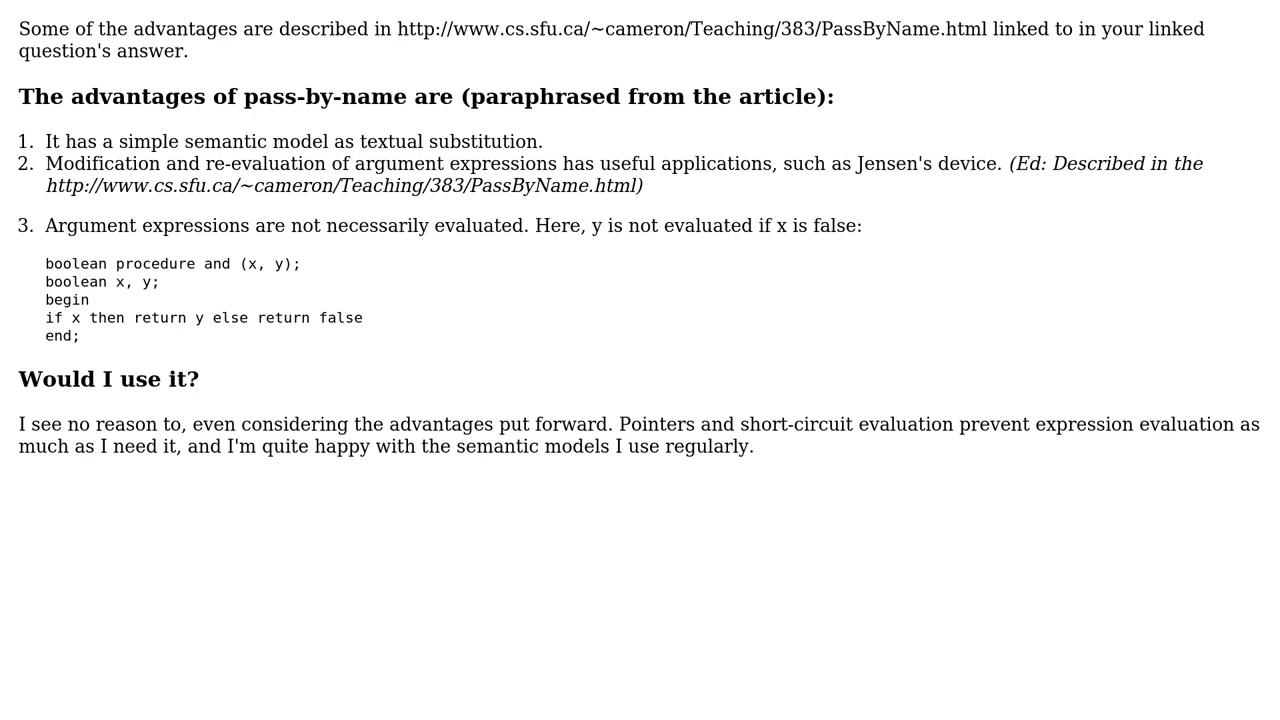 Some of the advantages are described in http://www.cs.sfu.ca/~cameron/Teaching/383/PassByName.html linked to in your linked
question's answer.
The advantages of pass-by-name are (paraphrased from the article):
1. It has a simple semantic model as textual substitution.
2. Modification and re-evaluation of argument expressions has useful applications, such as Jensen's device. (Ed: Described in the
http://www.cs.sfu.ca/~cameron/Teaching/383/PassByName.html)
3. Argument expressions are not necessarily evaluated. Here, y is not evaluated if x is false:
boolean procedure and (x, y);
boolean x, y;
begin
if x then return y else return false
end;
Would I use it?
I see no reason to, even considering the advantages put forward. Pointers and short-circuit evaluation prevent expression evaluation as
much as I need it, and I'm quite happy with the semantic models I use regularly.